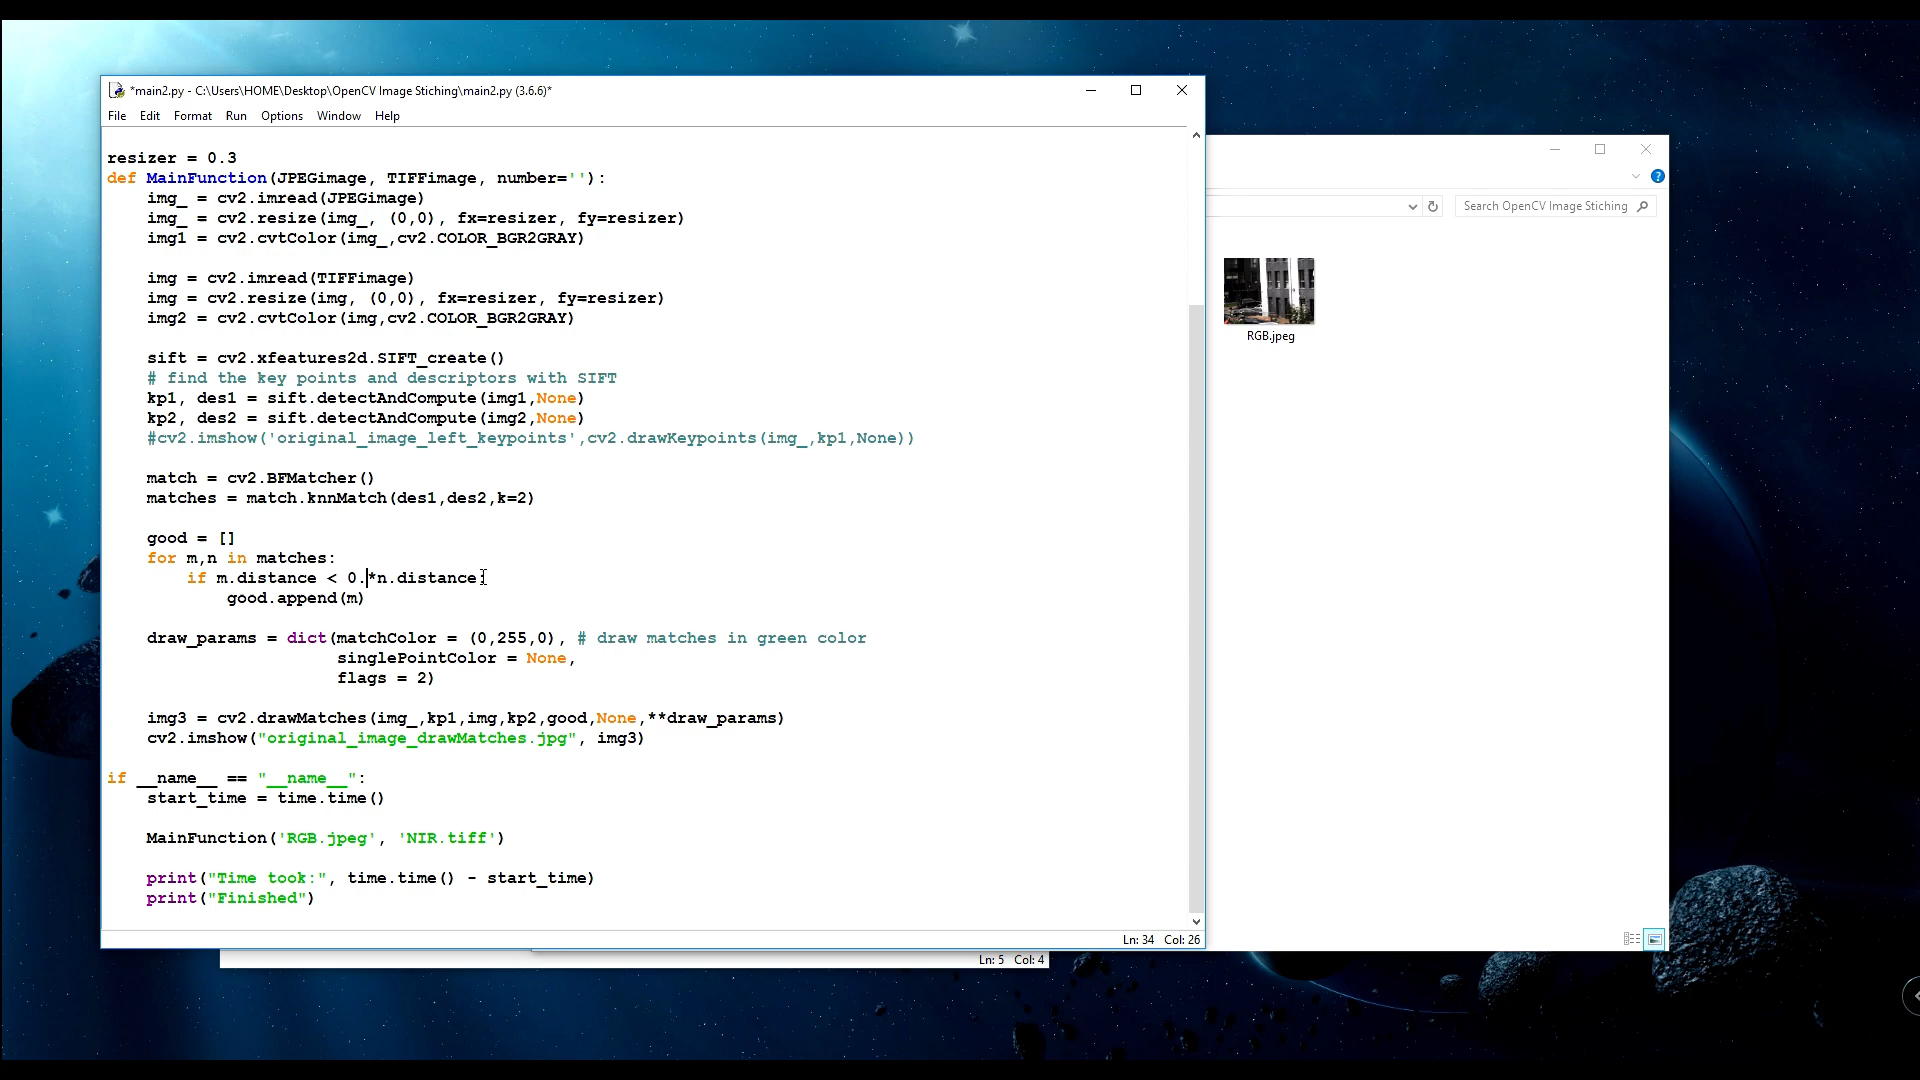 *main2.py - C:\Users\HOME\Desktop\OpenCV Image Stiching\main2.py (3.6.6)*
File Edit Format Run Options Window Help
resizer = 0.3
def MainFunction(JPEGimage, TIFFimage, number=''):
    img_ = cv2.imread(JPEGimage)
    img_ = cv2.resize(img_, (0,0), fx=resizer, fy=resizer)
    img1 = cv2.cvtColor(img_,cv2.COLOR_BGR2GRAY)
    img = cv2.imread(TIFFimage)
    img = cv2.resize(img, (0,0), fx=resizer, fy=resizer)
    img2 = cv2.cvtColor(img,cv2.COLOR_BGR2GRAY)
    sift = cv2.xfeatures2d.SIFT_create()
    # find the key points and descriptors with SIFT
    kp1, des1 = sift.detectAndCompute(img1,None)
    kp2, des2 = sift.detectAndCompute(img2,None)
    #cv2.imshow('original_image_left_keypoints',cv2.drawKeypoints(img_,kp1,None))
    match = cv2.BFMatcher()
    matches = match.knnMatch(des1,des2,k=2)
    good = []
    for m,n in matches:
        if m.distance < 0.*n.distance:
            good.append(m)
    draw_params = dict(matchColor = (0,255,0), # draw matches in green color
                       singlePointColor = None,
                       flags = 2)
    img3 = cv2.drawMatches(img_,kp1,img,kp2,good,None,**draw_params)
    cv2.imshow("original_image_drawMatches.jpg", img3)
if __name__ == "__name__":
    start_time = time.time()
    MainFunction('RGB.jpeg', 'NIR.tiff')
    print("Time took:", time.time() - start_time)
    print("Finished")
Ln: 34 Col: 26
Ln: 5 Col: 4
Search OpenCV Image Stiching
RGB.jpeg